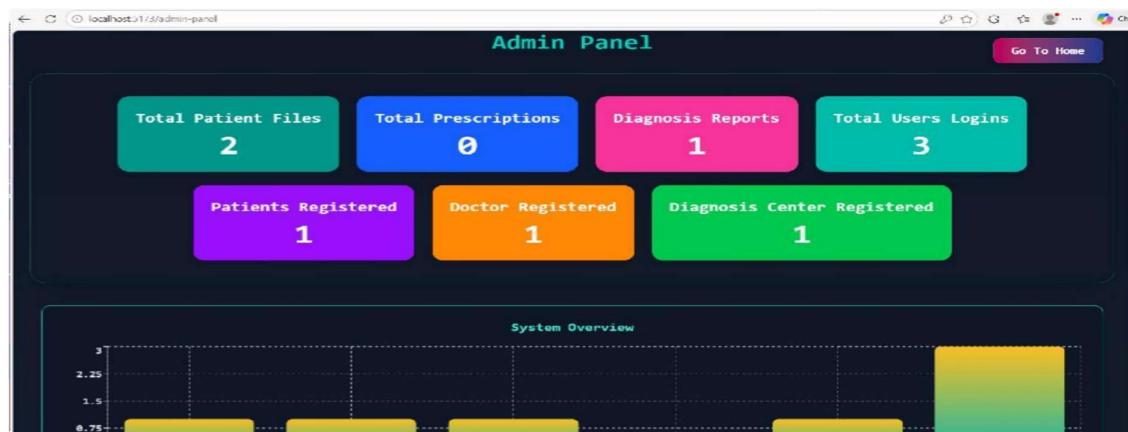 localhost:5173/admin-panel
Admin Panel
Go To Home
Total Patient Files
2
Total Prescriptions
0
Diagnosis Reports
1
Total Users Logins
3
Patients Registered
1
Doctor Registered
1
Diagnosis Center Registered
1
System Overview
3
2.25
1.5
0.75